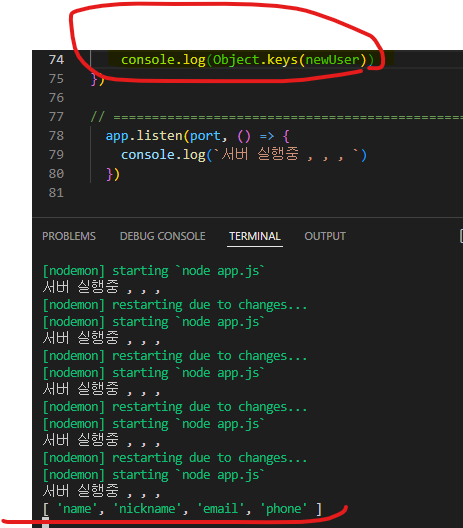 74 console.log(Object.keys(newUser))
75 })
76
77 // =============================================
78 app.listen(port, () => {
79 console.log(`서버 실행중 , , , `)
80 })
81
PROBLEMS DEBUG CONSOLE TERMINAL OUTPUT
[nodemon] starting `node app.js`
서버 실행중 , , ,
[nodemon] restarting due to changes...
[nodemon] starting `node app.js`
서버 실행중 , , ,
[nodemon] restarting due to changes...
[nodemon] starting `node app.js`
서버 실행중 , , ,
[nodemon] restarting due to changes...
[nodemon] starting `node app.js`
서버 실행중 , , ,
[nodemon] restarting due to changes...
[nodemon] starting `node app.js`
서버 실행중 , , ,
[ 'name', 'nickname', 'email', 'phone' ]